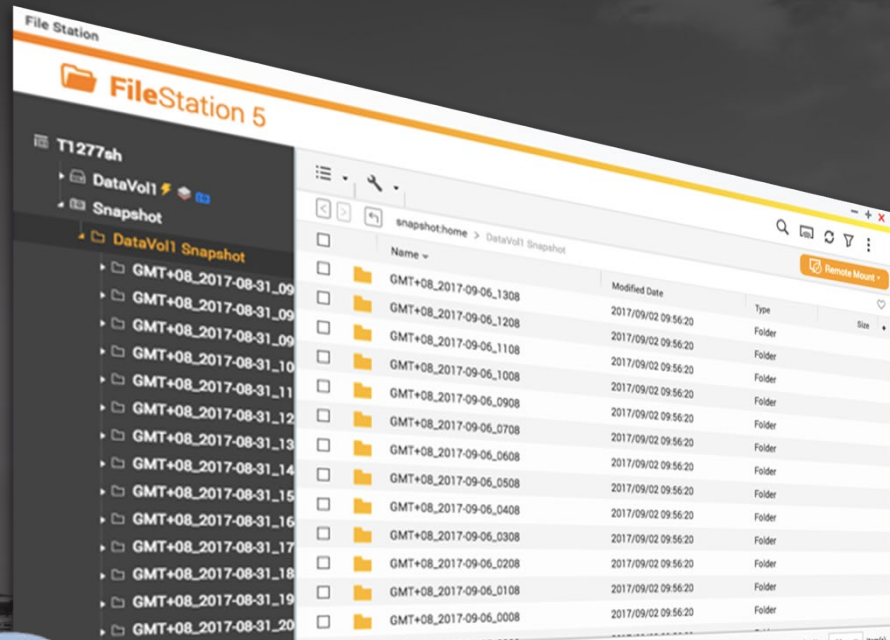 File Station
FileStation 5
T1277sh
DataVol1
Snapshot
DataVol1 Snapshot
GMT+08_2017-08-31_09
GMT+08_2017-08-31_09
GMT+08_2017-08-31_09
GMT+08_2017-08-31_10
GMT+08_2017-08-31_11
GMT+08_2017-08-31_12
GMT+08_2017-08-31_13
GMT+08_2017-08-31_14
GMT+08_2017-08-31_15
GMT+08_2017-08-31_16
GMT+08_2017-08-31_17
GMT+08_2017-08-31_18
GMT+08_2017-08-31_19
GMT+08_2017-08-31_20
snapshot:home > DataVol1 Snapshot
Remote Mount
Name Modified Date Type Size
GMT+08_2017-09-06_1308 2017/09/02 09:56:20 Folder
GMT+08_2017-09-06_1208 2017/09/02 09:56:20 Folder
GMT+08_2017-09-06_1108 2017/09/02 09:56:20 Folder
GMT+08_2017-09-06_1008 2017/09/02 09:56:20 Folder
GMT+08_2017-09-06_0908 2017/09/02 09:56:20 Folder
GMT+08_2017-09-06_0708 2017/09/02 09:56:20 Folder
GMT+08_2017-09-06_0608 2017/09/02 09:56:20 Folder
GMT+08_2017-09-06_0508 2017/09/02 09:56:20 Folder
GMT+08_2017-09-06_0408 2017/09/02 09:56:20 Folder
GMT+08_2017-09-06_0308 2017/09/02 09:56:20 Folder
GMT+08_2017-09-06_0208 2017/09/02 09:56:20 Folder
GMT+08_2017-09-06_0108 2017/09/02 09:56:20 Folder
GMT+08_2017-09-06_0008 2017/09/02 09:56:20 Folder